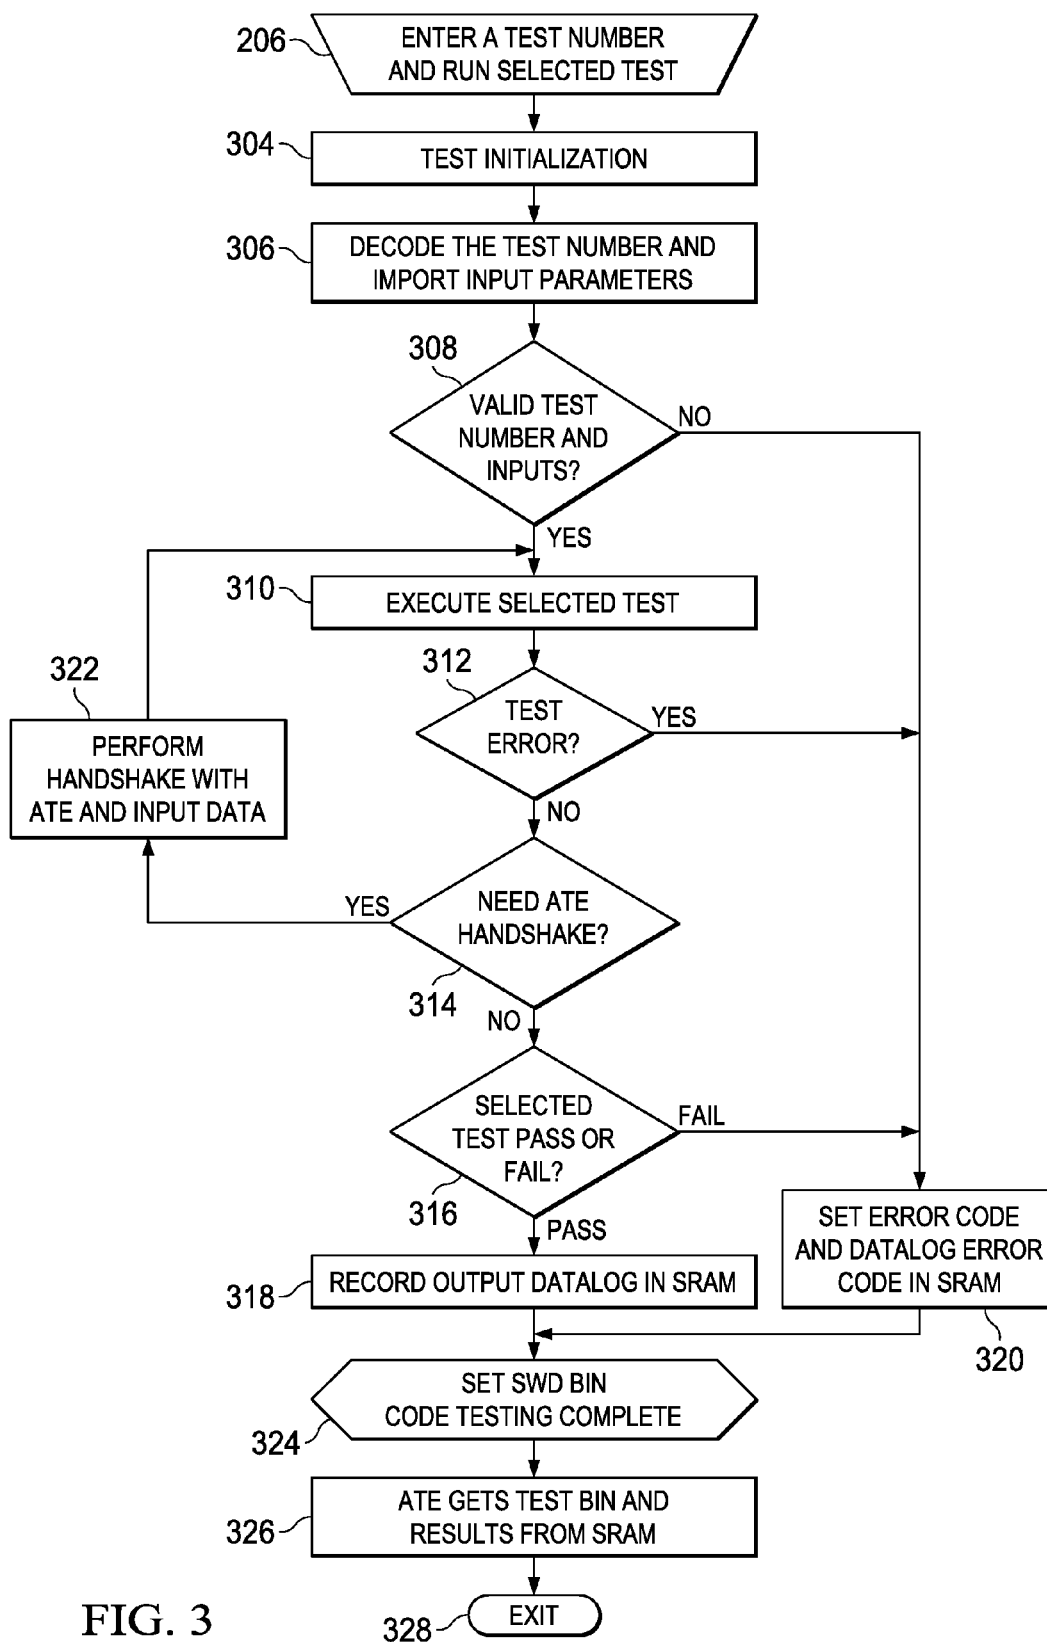 206
ENTER A TEST NUMBER
AND RUN SELECTED TEST
304
TEST INITIALIZATION
306
DECODE THE TEST NUMBER AND
IMPORT INPUT PARAMETERS
308
VALID TEST
NUMBER AND
INPUTS?
NO
YES
310
EXECUTE SELECTED TEST
312
TEST
ERROR?
YES
NO
322
PERFORM
HANDSHAKE WITH
ATE AND INPUT DATA
YES
NEED ATE
HANDSHAKE?
314
NO
SELECTED
TEST PASS OR
FAIL?
FAIL
316
PASS
318
RECORD OUTPUT DATALOG IN SRAM
SET ERROR CODE
AND DATALOG ERROR
CODE IN SRAM
320
SET SWD BIN
CODE TESTING COMPLETE
324
ATE GETS TEST BIN AND
RESULTS FROM SRAM
326
EXIT
328
FIG. 3